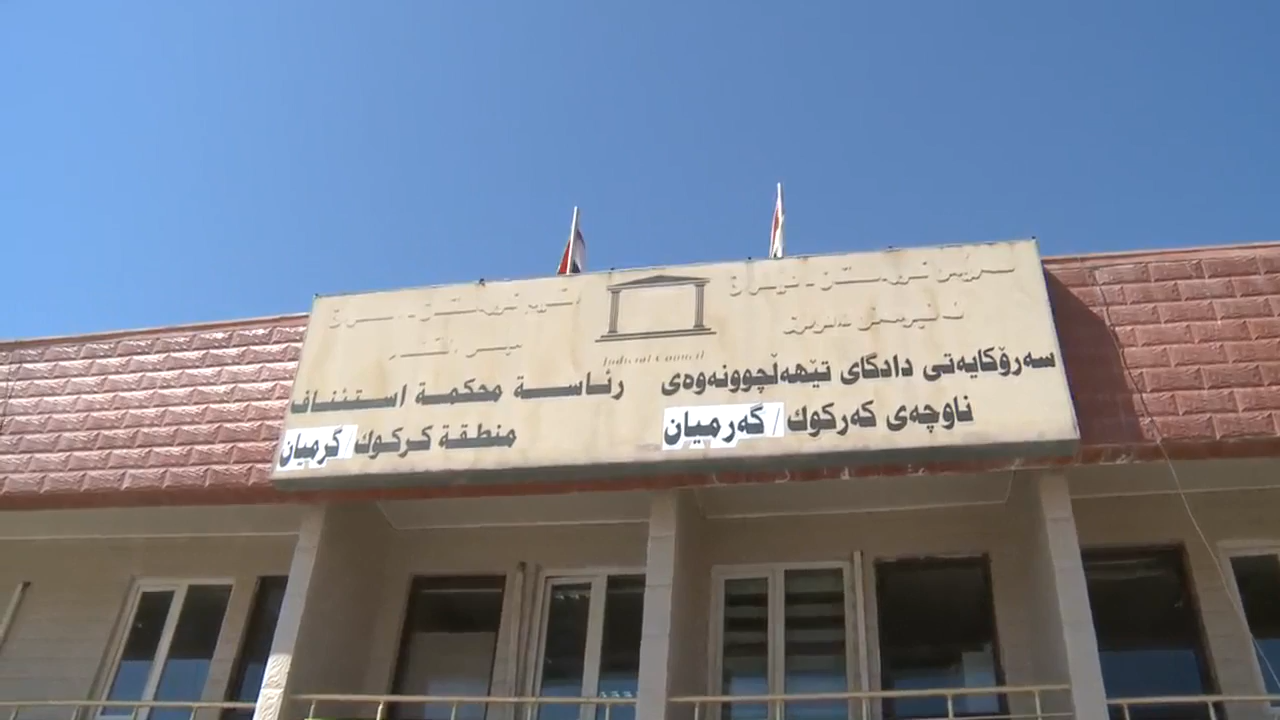 Judicial Council
سەرۆکایەتی دادگای تێهەڵچوونەوەی
ناوچەی کەرکوك/ گەرمیان
رئاسة محكمة استئناف
منطقة كركوك/ گرميان